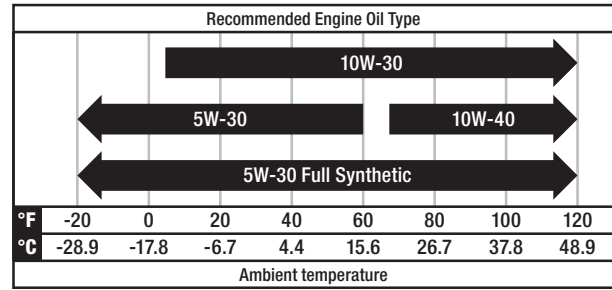 Recommended Engine Oil Type
10W-30
5W-30 10W-40
5W-30 Full Synthetic
°F -20 0 20 40 60 80 100 120
°C -28.9 -17.8 -6.7 4.4 15.6 26.7 37.8 48.9
Ambient temperature